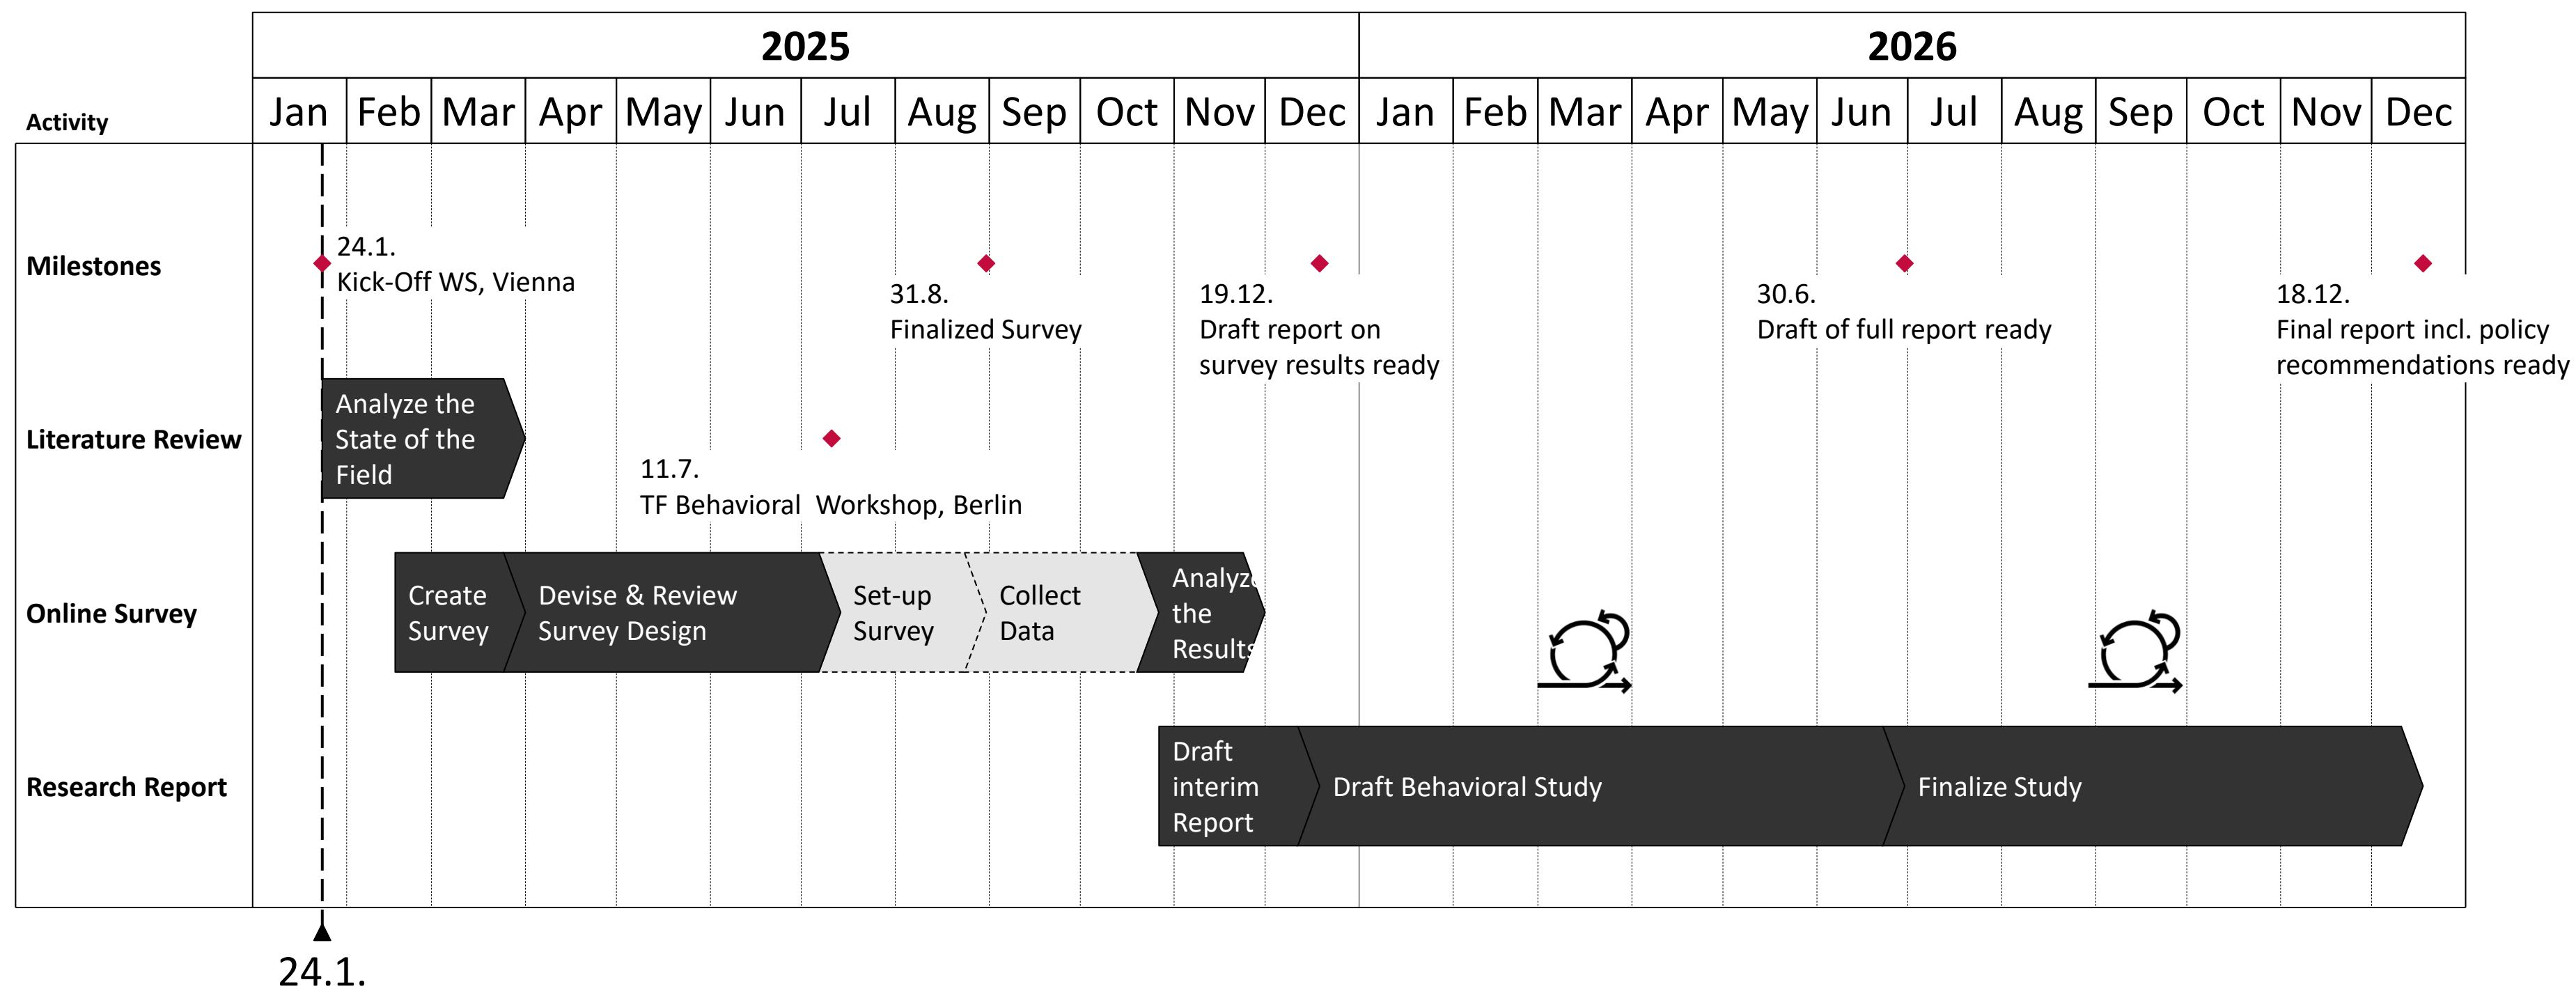 2025
2026
Activity
Jan
Feb
Mar
Apr
May
Jun
Jul
Aug
Sep
Oct
Nov
Dec
Jan
Feb
Mar
Apr
May
Jun
Jul
Aug
Sep
Oct
Nov
Dec
Milestones
24.1.
Kick-Off WS, Vienna
31.8.
Finalized Survey
19.12.
Draft report on
survey results ready
30.6.
Draft of full report ready
18.12.
Final report incl. policy
recommendations ready
Literature Review
Analyze the
State of the
Field
11.7.
TF Behavioral  Workshop, Berlin
Online Survey
Create
Survey
Devise & Review
Survey Design
Set-up
Survey
Collect
Data
Analyze
the
Results
Research Report
Draft
interim
Report
Draft Behavioral Study
Finalize Study
24.1.